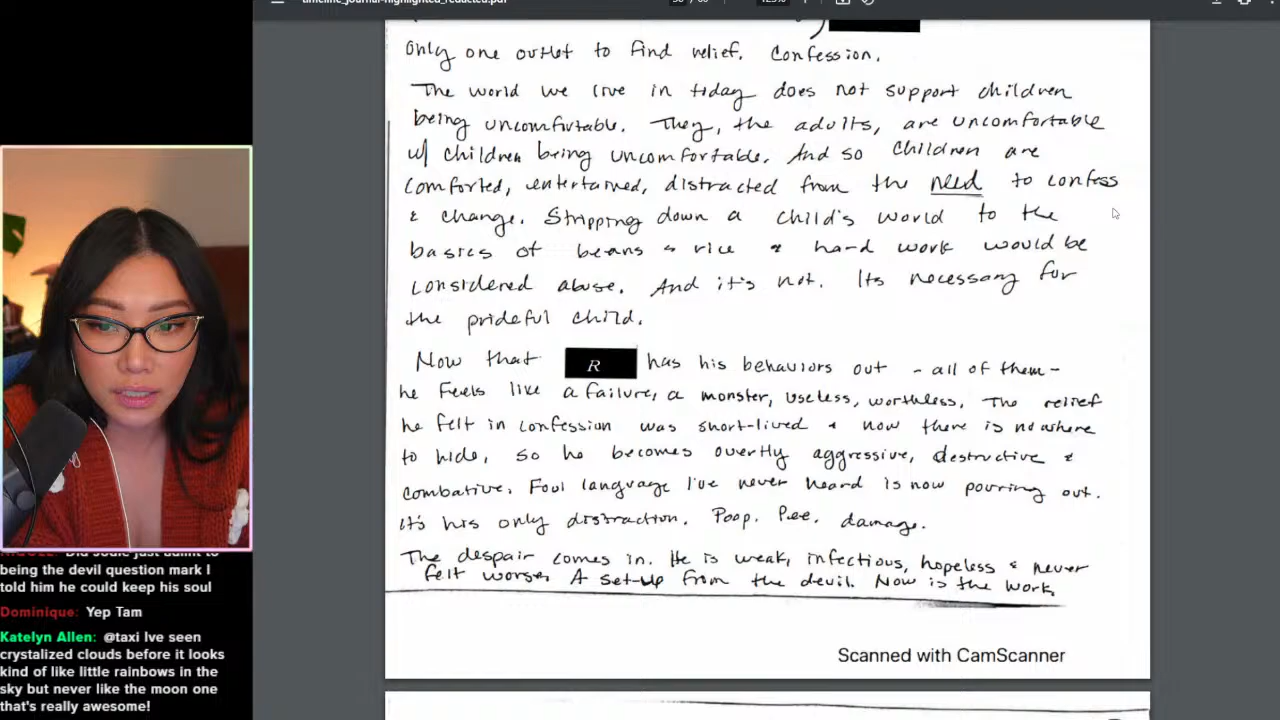 timeline_journal-highlighted_redacted.pdf
Only one outlet to find relief. Confession.
The world we live in today does not support children
being uncomfortable. They, the adults, are uncomfortable
w/ children being uncomfortable. And so children are
comforted, entertained, distracted from the need to confess
& change. Stripping down a child's world to the
basics of beans & rice & hard work would be
considered abuse. And it's not. Its necessary for
the prideful child.
Now that R has his behaviors out - all of them -
he feels like a failure, a monster, useless, worthless. The relief
he felt in confession was short-lived & now there is nowhere
to hide, so he becomes overtly aggressive, destructive &
combative. Foul language I've never heard is now pouring out.
It's his only distraction. Poop. Pee. damage.
The despair comes in. He is weak, infectious, hopeless & never
felt worse. A set-up from the devil. Now is the work
Scanned with CamScanner
being the devil question mark I
told him he could keep his soul
Dominique: Yep Tam
Katelyn Allen: @taxi Ive seen
crystalized clouds before it looks
kind of like little rainbows in the
sky but never like the moon one
that's really awesome!